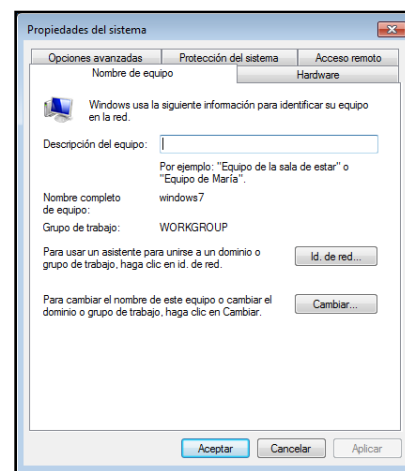 Propiedades del sistema
Opciones avanzadas
Protección del sistema
Acceso remoto
Nombre de equipo
Hardware
Windows usa la siguiente información para identificar su equipo
en la red.
Descripción del equipo:
Por ejemplo: "Equipo de la sala de estar" o
"Equipo de María".
Nombre completo
de equipo:
windows7
Grupo de trabajo:
WORKGROUP
Para usar un asistente para unirse a un dominio o
grupo de trabajo, haga clic en id. de red.
Id. de red...
Para cambiar el nombre de este equipo o cambiar el
dominio o grupo de trabajo, haga clic en Cambiar.
Cambiar...
Aceptar
Cancelar
Aplicar